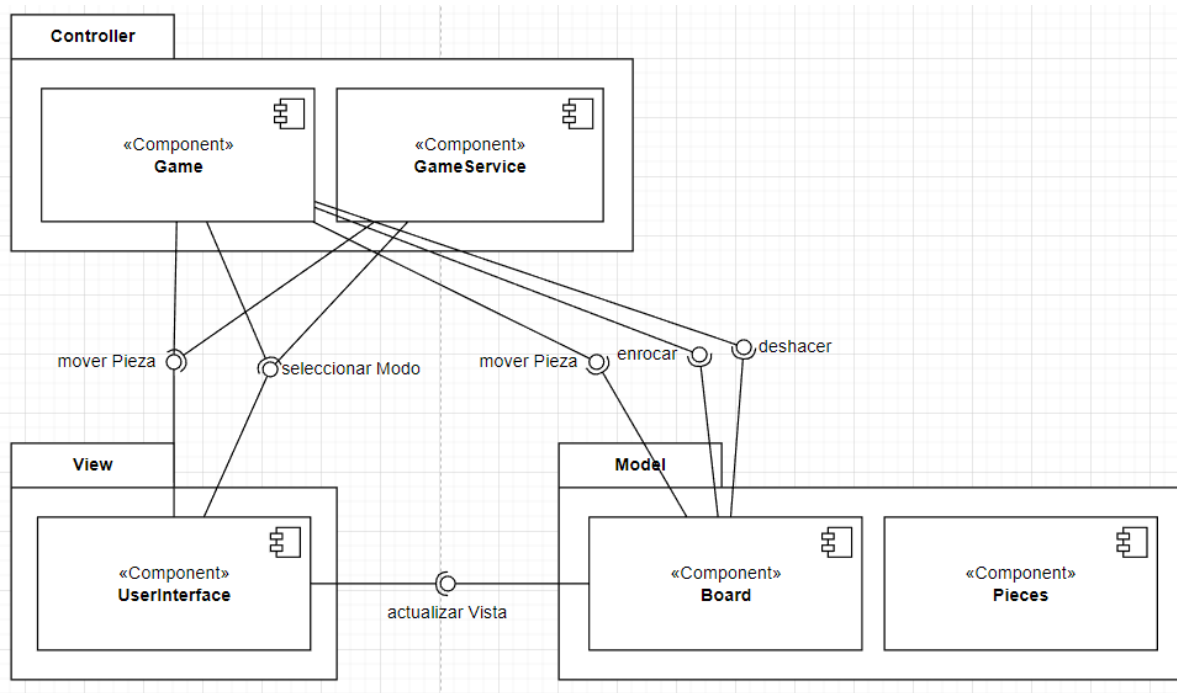 Controller
«Component»
Game
«Component»
GameService
mover Pieza
seleccionar Modo
mover Pieza
enrocar
deshacer
View
Model
«Component»
UserInterface
actualizar Vista
«Component»
Board
«Component»
Pieces